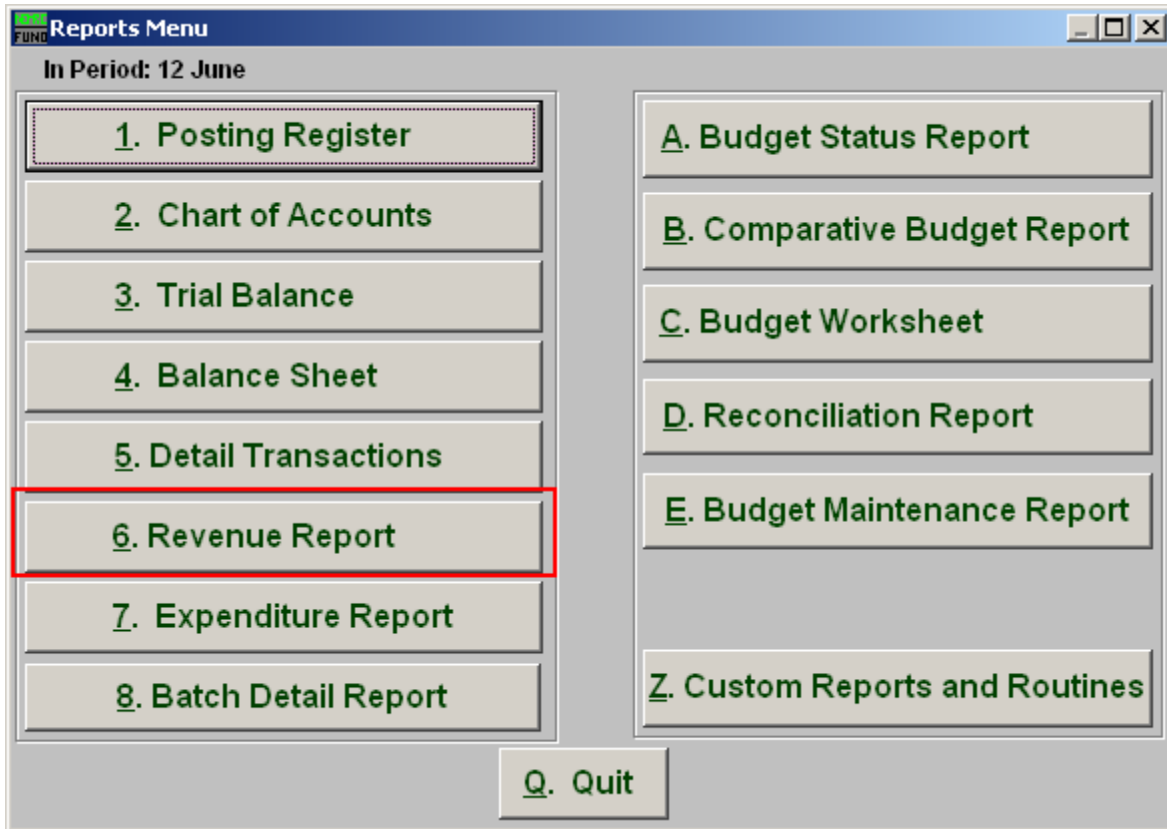 FUND Reports Menu
In Period: 12 June
1. Posting Register
2. Chart of Accounts
3. Trial Balance
4. Balance Sheet
5. Detail Transactions
6. Revenue Report
7. Expenditure Report
8. Batch Detail Report
A. Budget Status Report
B. Comparative Budget Report
C. Budget Worksheet
D. Reconciliation Report
E. Budget Maintenance Report
Z. Custom Reports and Routines
Q. Quit